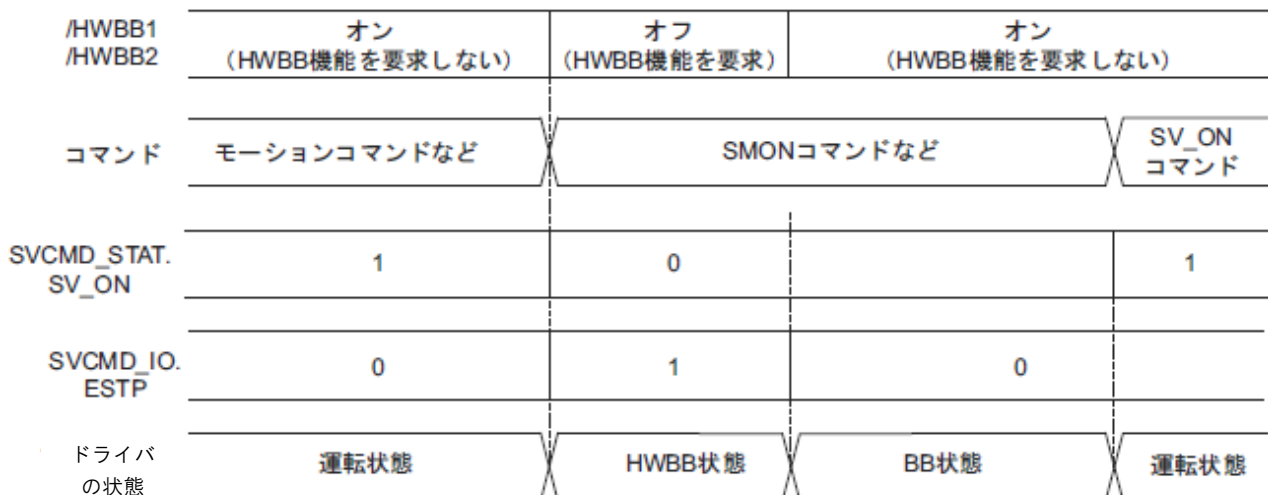 /HWBB1
/HWBB2
オン
(HWBB機能を要求しない)
オフ
(HWBB機能を要求)
オン
(HWBB機能を要求しない)
コマンド
モーションコマンドなど
SMONコマンドなど
SV_ON
コマンド
SVCMD_STAT.
SV_ON
1
0
1
SVCMD_IO.
ESTP
0
1
0
ドライバ
の状態
運転状態
HWBB状態
BB状態
運転状態